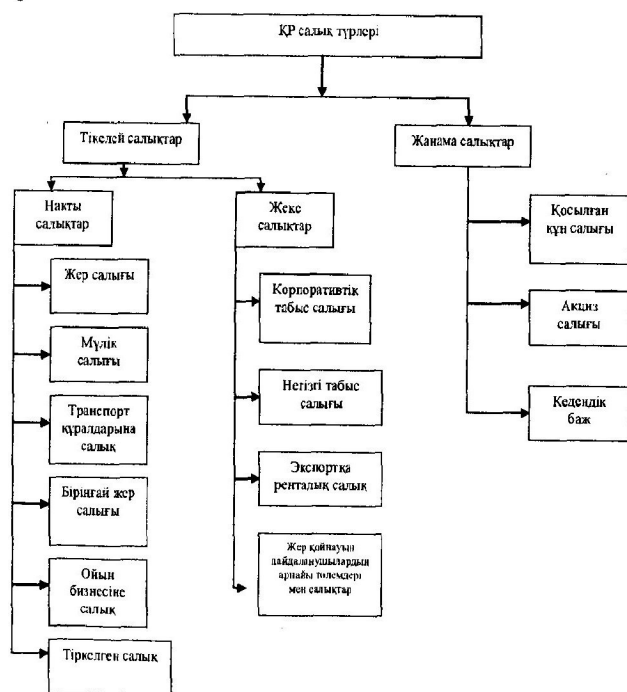 ҚР салық түрлері
Тікелей салықтар
Жанама салықтар
Нақты
салықтар
Жеке
салықтар
Жер салығы
Мүлік
салығы
Транспорт
құралдарына
салық
Бірінғай жер
салығы
Ойын
бизнесіне
салық
Тіркелген салық
Корпоративтік
табыс салығы
Негізгі табыс
салығы
Экспортқа
ренталық салық
Жер қойнауын
пайдаланушылардың
арнайы төлемдері
мен салықтар
Қосылған
құн салығы
Акциз
салығы
Кедендік
баж